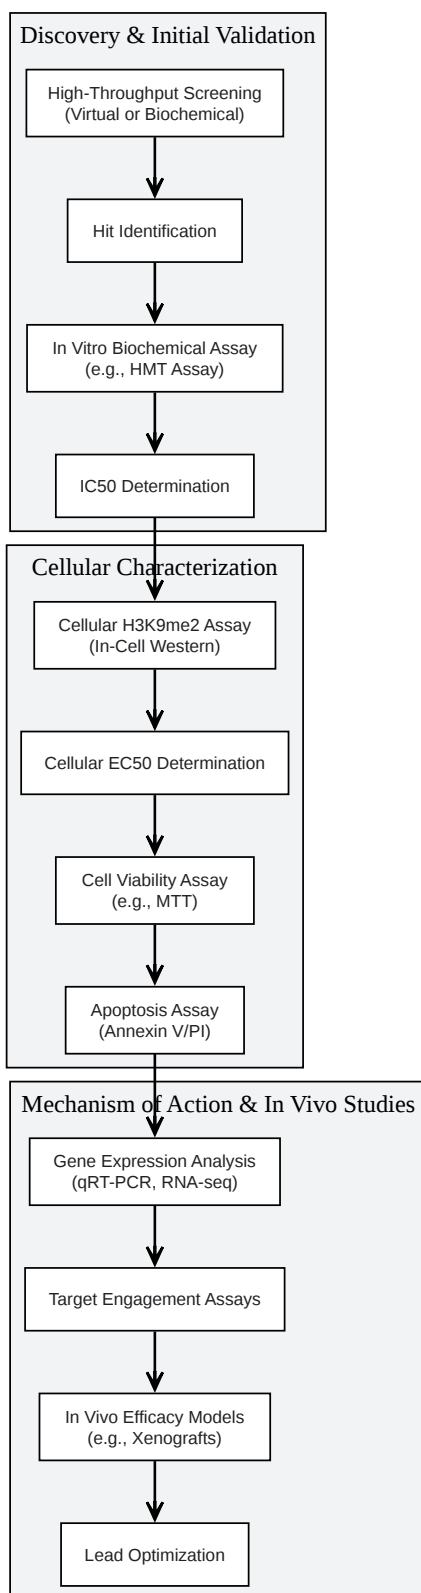 Discovery & Initial Validation
High-Throughput Screening
(Virtual or Biochemical)
Hit Identification
In Vitro Biochemical Assay
(e.g., HMT Assay)
IC50 Determination
Cellular Characterization
Cellular H3K9me2 Assay
(In-Cell Western)
Cellular EC50 Determination
Cell Viability Assay
(e.g., MTT)
Apoptosis Assay
(Annexin V/PI)
Mechanism of Action & In Vivo Studies
Gene Expression Analysis
(qRT-PCR, RNA-seq)
Target Engagement Assays
In Vivo Efficacy Models
(e.g., Xenografts)
Lead Optimization